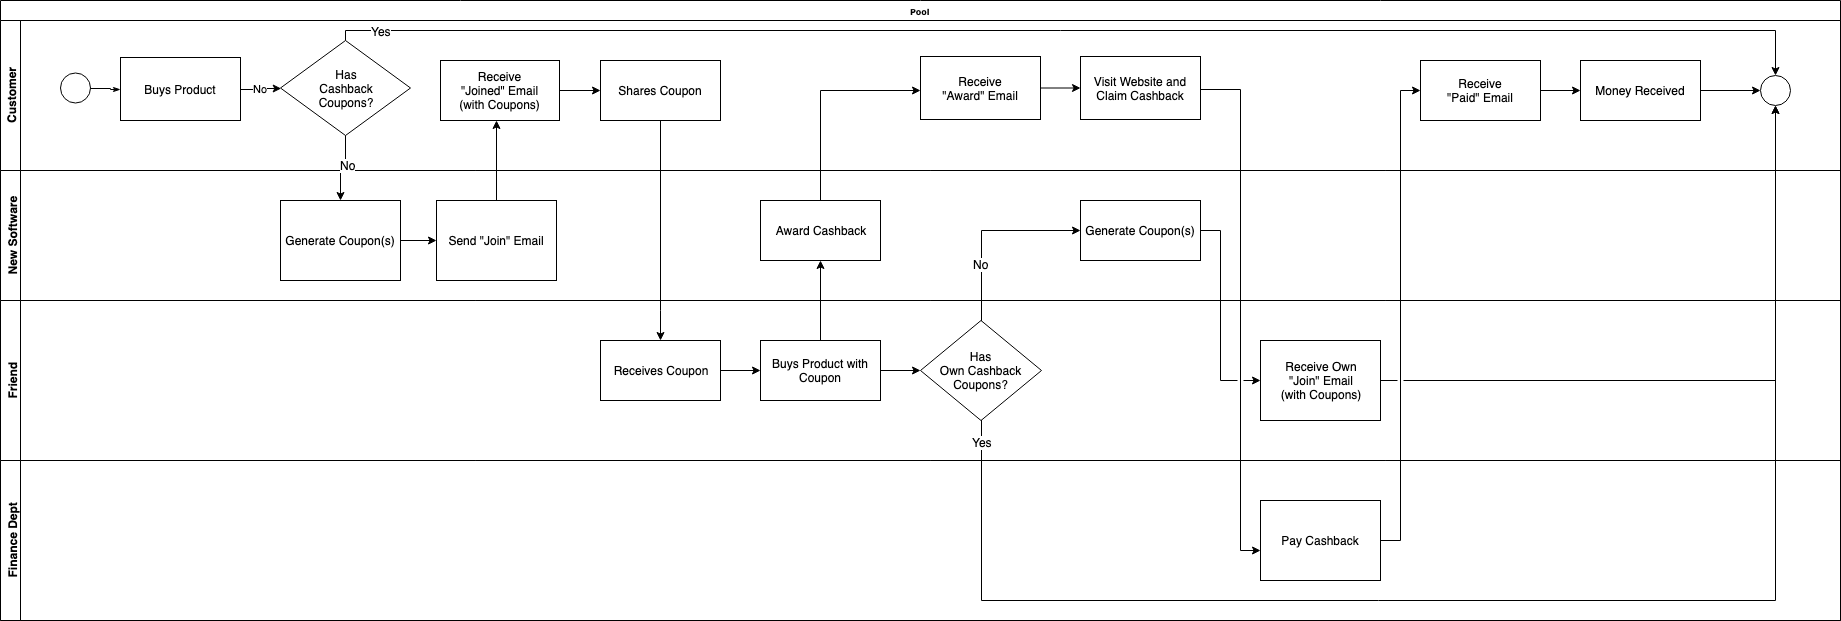 Pool
Customer
Yes
Buys Product
No
Has
Cashback
Coupons?
Receive
"Joined" Email
(with Coupons)
Shares Coupon
Receive
"Award" Email
Visit Website and
Claim Cashback
Receive
"Paid" Email
Money Received
No
New Software
Generate Coupon(s)
Send "Join" Email
Award Cashback
Generate Coupon(s)
No
Friend
Receives Coupon
Buys Product with
Coupon
Has
Own Cashback
Coupons?
Receive Own
"Join" Email
(with Coupons)
Yes
Finance Dept
Pay Cashback